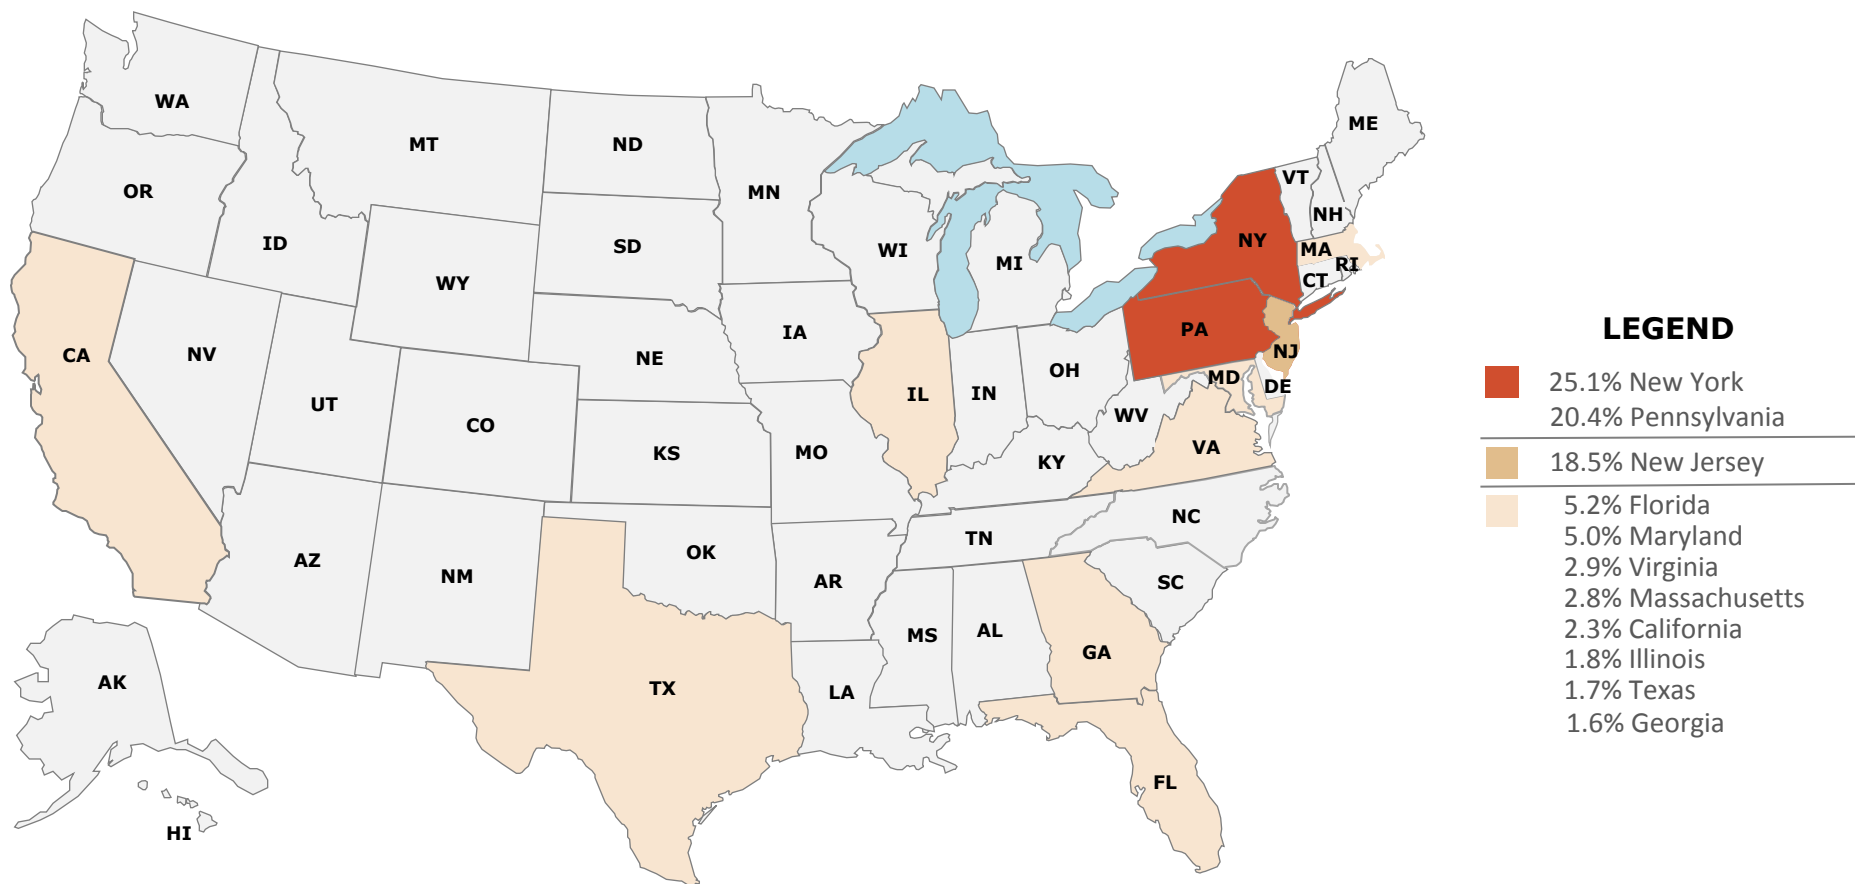 WA
MT
ND
MN
ME
OR
ID
SD
WI
MI
VT
NH
NY
MA
RI
CT
WY
IA
PA
NJ
NV
NE
OH
MD
DE
CA
UT
CO
IL
IN
WV
KS
MO
KY
VA
AZ
NM
OK
TN
NC
AR
SC
MS
AL
GA
AK
TX
LA
FL
HI
LEGEND
25.1% New York
20.4% Pennsylvania
18.5% New Jersey
5.2% Florida
5.0% Maryland
2.9% Virginia
2.8% Massachusetts
2.3% California
1.8% Illinois
1.7% Texas
1.6% Georgia